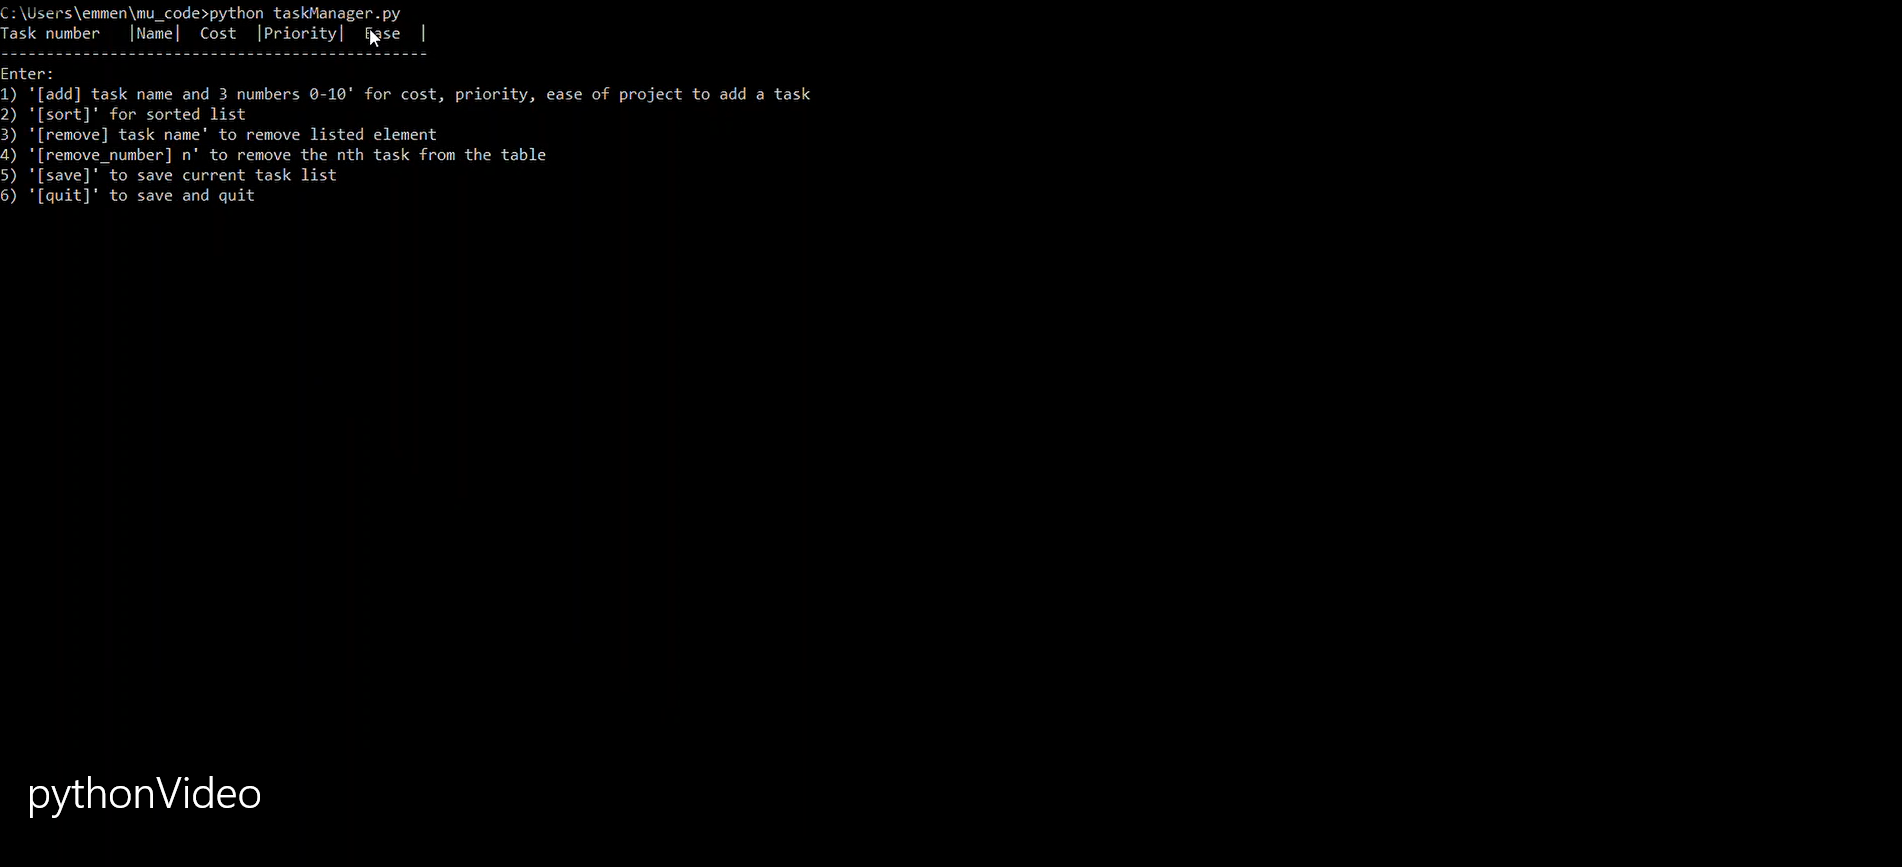 C:\Users\emmen\mu_code>python taskManager.py
Task number   |Name|  Cost  |Priority|  Ease  |
-----------------------------------------------
Enter:
1) '[add] task name and 3 numbers 0-10' for cost, priority, ease of project to add a task
2) '[sort]' for sorted list
3) '[remove] task name' to remove listed element
4) '[remove_number] n' to remove the nth task from the table
5) '[save]' to save current task list
6) '[quit]' to save and quit
pythonVideo